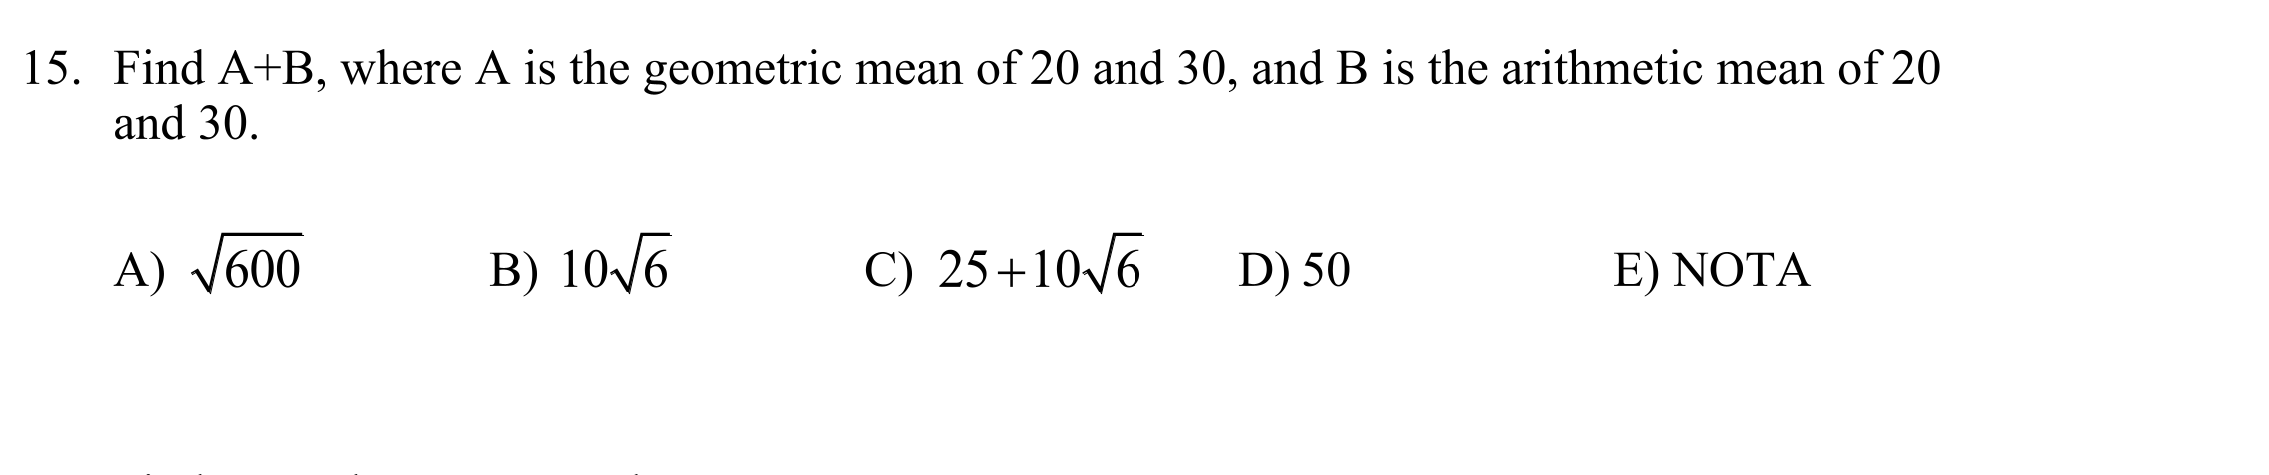 15. Find A+B, where A is the geometric mean of 20 and 30, and B is the arithmetic mean of 20
and 30.
A) √600 B) 10√6 C) 25+10√6 D) 50 E) NOTA